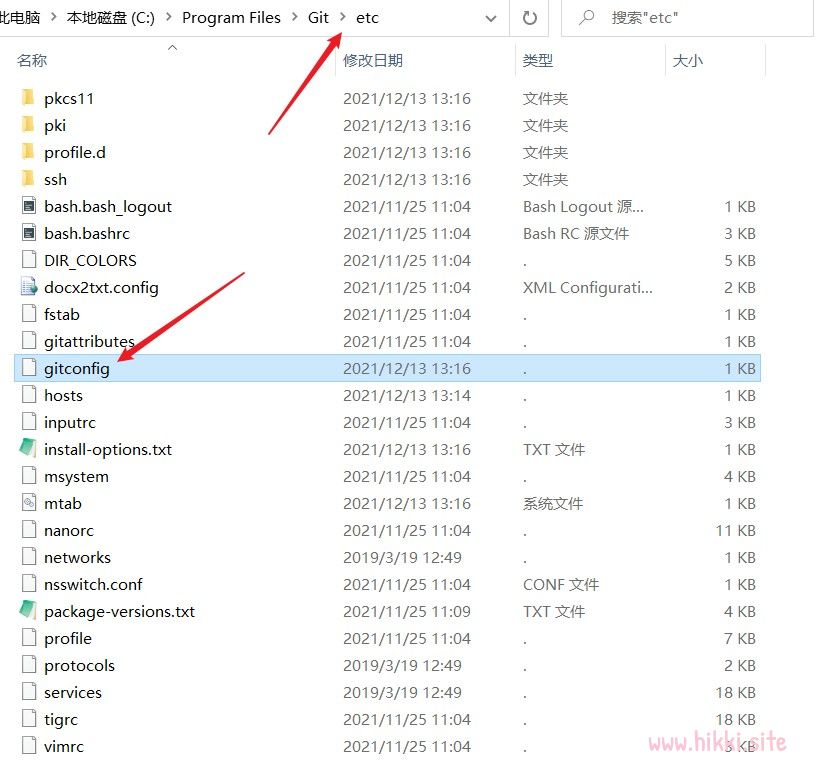 此电脑 > 本地磁盘 (C:) > Program Files > Git > etc 搜索"etc"
名称 修改日期 类型 大小
pkcs11 2021/12/13 13:16 文件夹
pki 2021/12/13 13:16 文件夹
profile.d 2021/12/13 13:16 文件夹
ssh 2021/12/13 13:16 文件夹
bash.bash_logout 2021/11/25 11:04 Bash Logout 源... 1 KB
bash.bashrc 2021/11/25 11:04 Bash RC 源文件 3 KB
DIR_COLORS 2021/11/25 11:04 . 5 KB
docx2txt.config 2021/11/25 11:04 XML Configurati... 2 KB
fstab 2021/11/25 11:04 . 1 KB
gitattributes 2021/11/25 11:04 . 1 KB
gitconfig 2021/12/13 13:16 . 1 KB
hosts 2021/12/13 13:14 . 1 KB
inputrc 2021/11/25 11:04 . 3 KB
install-options.txt 2021/12/13 13:16 TXT 文件 1 KB
msystem 2021/11/25 11:04 . 4 KB
mtab 2021/12/13 13:16 系统文件 1 KB
nanorc 2021/11/25 11:04 . 11 KB
networks 2019/3/19 12:49 . 1 KB
nsswitch.conf 2021/11/25 11:04 CONF 文件 1 KB
package-versions.txt 2021/11/25 11:09 TXT 文件 4 KB
profile 2021/11/25 11:04 . 7 KB
protocols 2019/3/19 12:49 . 2 KB
services 2019/3/19 12:49 . 18 KB
tigrc 2021/11/25 11:04 . 18 KB
vimrc 2021/11/25 11:04 . 3 KB
www.hikki.site